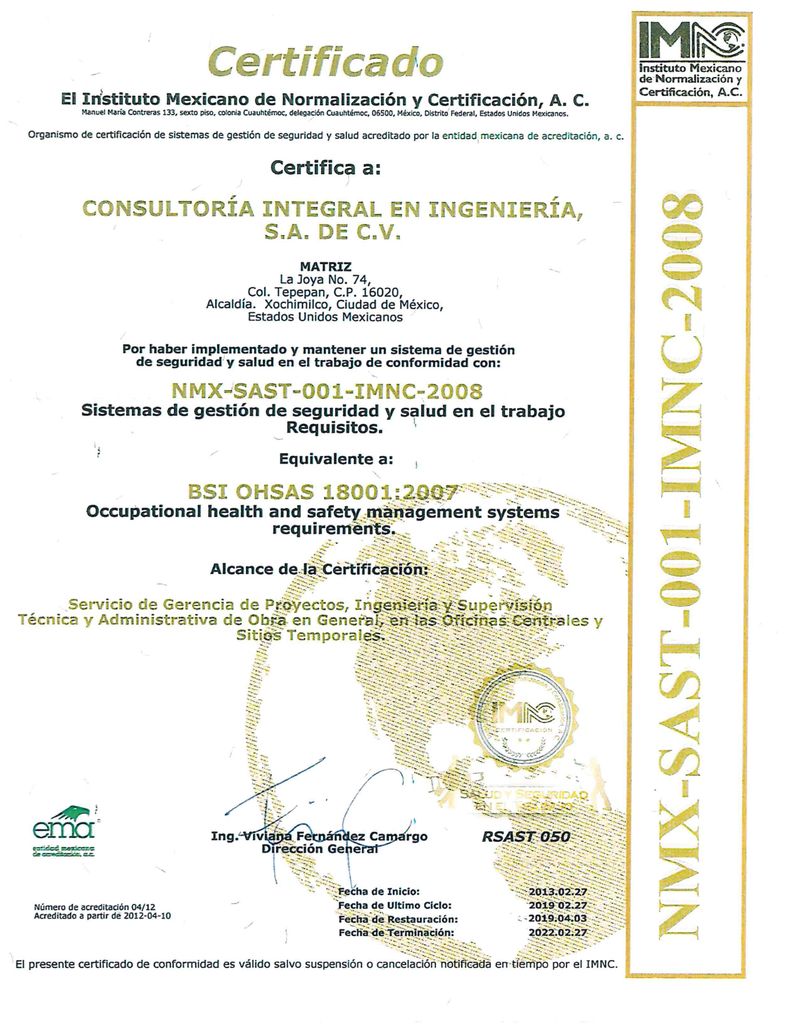 Certificado
El Instituto Mexicano de Normalización y Certificación, A. C.
Manuel María Contreras 133, sexto piso, colonia Cuauhtémoc, delegación Cuauhtémoc, 06500, México, Distrito Federal, Estados Unidos Mexicanos.
Organismo de certificación de sistemas de gestión de seguridad y salud acreditado por la entidad mexicana de acreditación, a. c.
Certifica a:
CONSULTORÍA INTEGRAL EN INGENIERÍA,
S.A. DE C.V.
MATRIZ
La Joya No. 74,
Col. Tepepan, C.P. 16020,
Alcaldía. Xochimilco, Ciudad de México,
Estados Unidos Mexicanos
Por haber implementado y mantener un sistema de gestión
de seguridad y salud en el trabajo de conformidad con:
NMX-SAST-001-IMNC-2008
Sistemas de gestión de seguridad y salud en el trabajo
Requisitos.
Equivalente a:
BSI OHSAS 18001:2007
Occupational health and safety management systems
requirements.
Alcance de la Certificación:
Servicio de Gerencia de Proyectos, Ingeniería y Supervisión
Técnica y Administrativa de Obra en General, en las Oficinas Centrales y
Sitios Temporales.
IMNC
CERTIFICACIÓN
SALUD Y SEGURIDAD
EN EL
ema
entidad mexicana
de acreditación, a.c.
Ing. Viviana Fernández Camargo
Dirección General
RSAST 050
Número de acreditación 04/12
Acreditado a partir de 2012-04-10
Fecha de Inicio: 2013.02.27
Fecha de Ultimo Ciclo: 2019.02.27
Fecha de Restauración: 2019.04.03
Fecha de Terminación: 2022.02.27
El presente certificado de conformidad es válido salvo suspensión o cancelación notificada en tiempo por el IMNC.
IMNC
Instituto Mexicano
de Normalización y
Certificación, A.C.
NMX-SAST-001-IMNC-2008